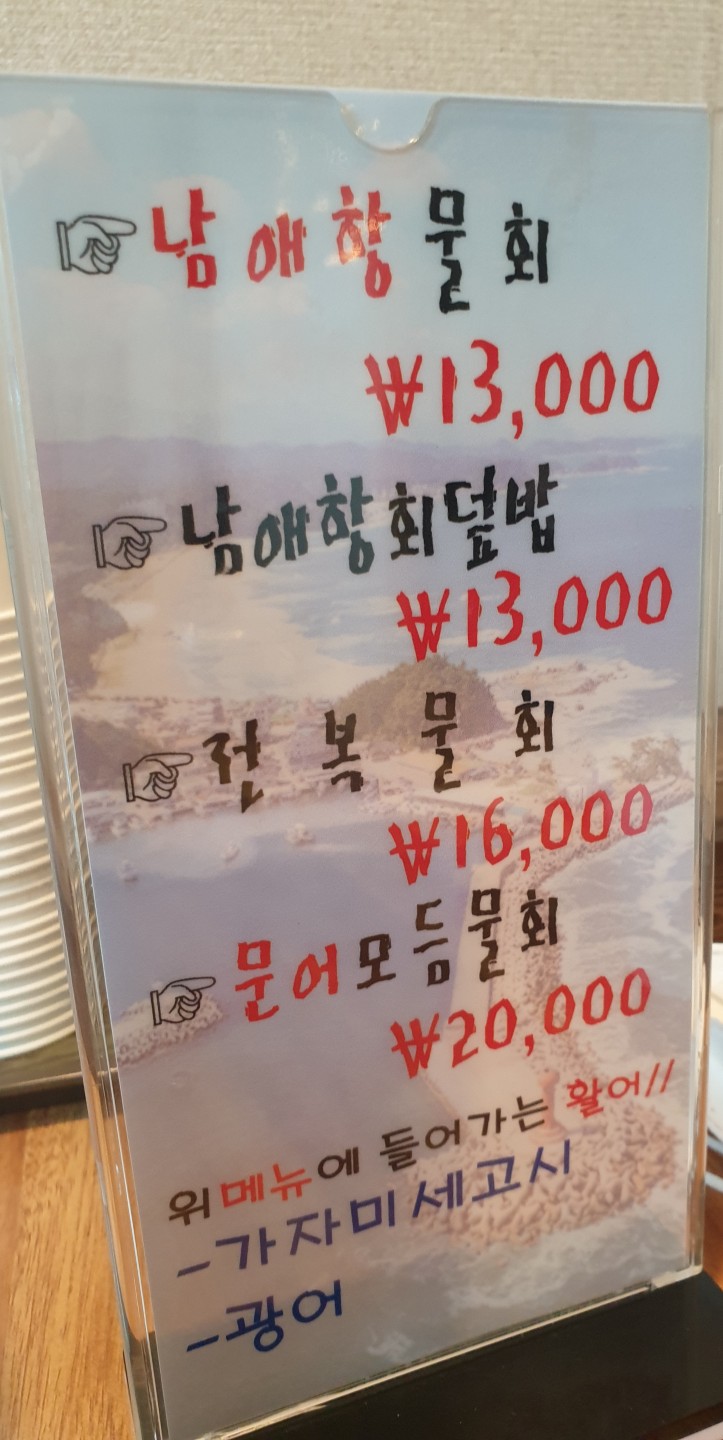 ☞남애항물회
₩13,000
☞남애항회덮밥
₩13,000
☞전복물회
₩16,000
☞문어모듬물회
₩20,000
위메뉴에 들어가는 활어//
-가자미세고시
-광어